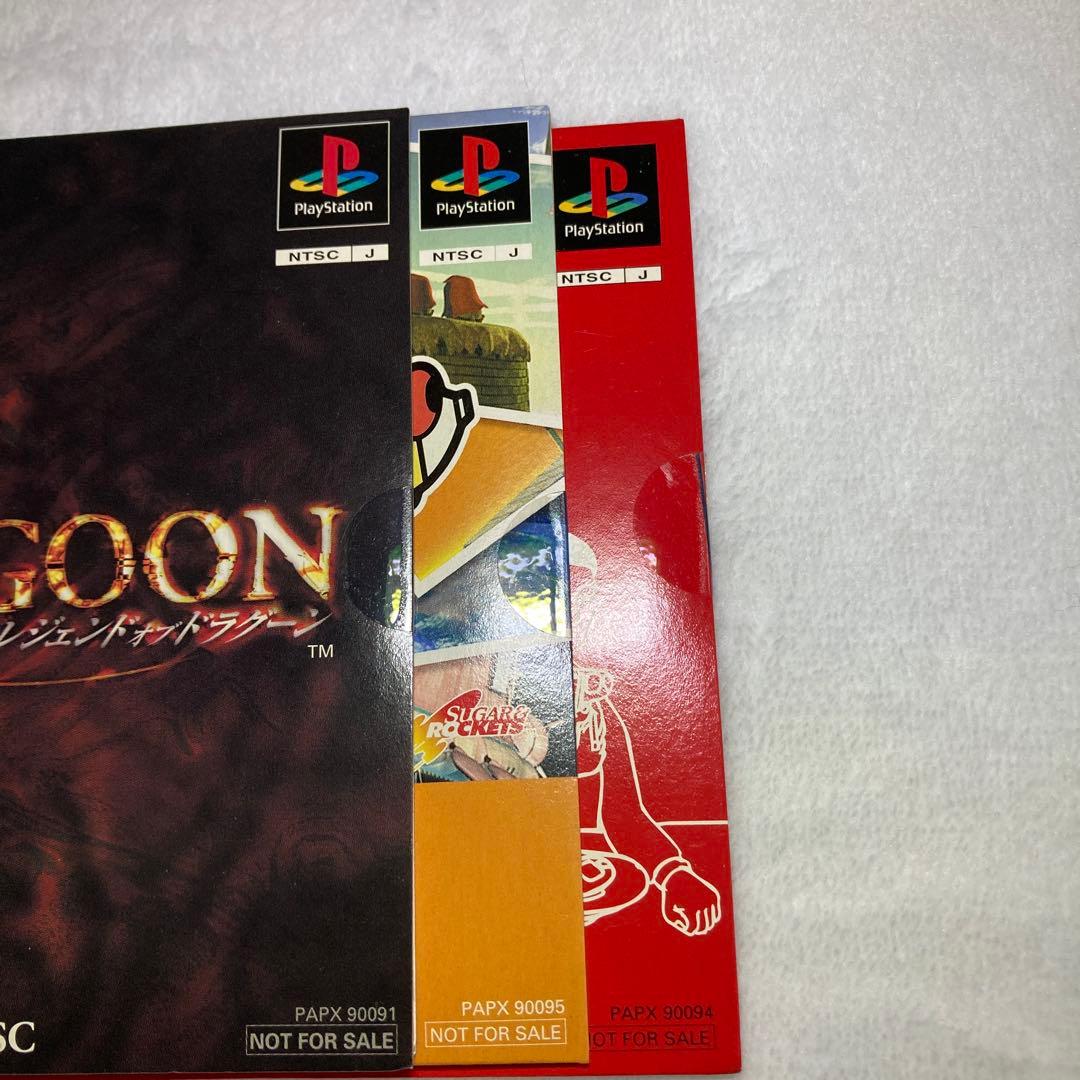 PlayStation
NTSC J
GOON
レジェンドオブドラグーン
TM
PAPX 90091
NOT FOR SALE
SC
PlayStation
NTSC J
SUGAR&
ROCKETS
PAPX 90095
NOT FOR SALE
PlayStation
NTSC J
PAPX 90094
OT FOR SALE